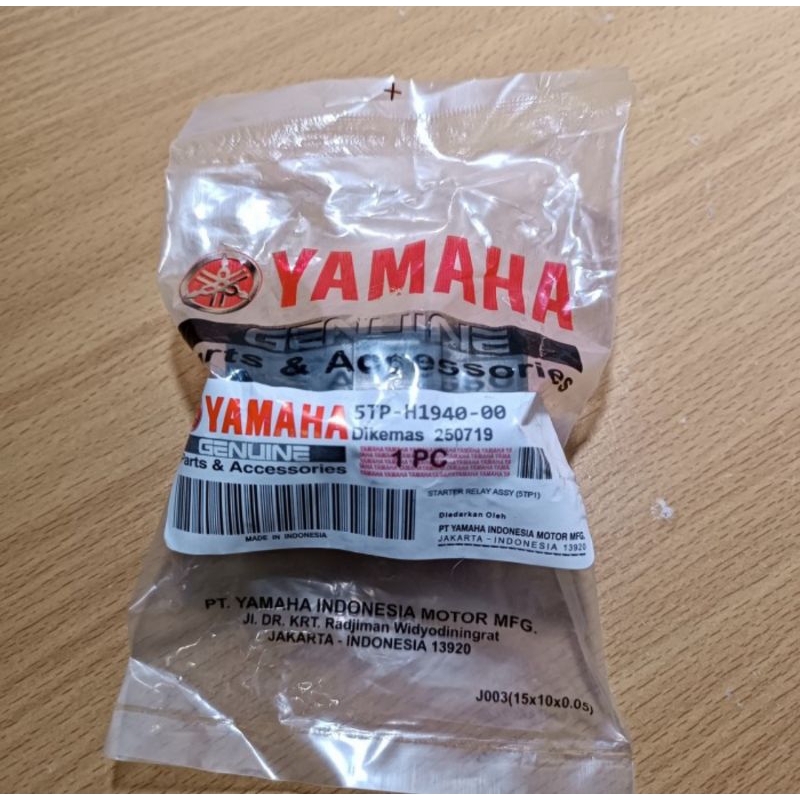 YAMAHA
GENUINE
Parts & Accessories
YAMAHA
GENUINE
Parts & Accessories
5TP-H1940-00
Dikemas 250719
1 PC
STARTER RELAY ASSY (5TP1)
Diedarkan Oleh
PT YAMAHA INDONESIA MOTOR MFG.
JAKARTA - INDONESIA 13920
MADE IN INDONESIA
PT. YAMAHA INDONESIA MOTOR MFG.
Jl. DR. KRT. Radjiman Widyodiningrat
JAKARTA - INDONESIA 13920
J003(15x10x0.05)